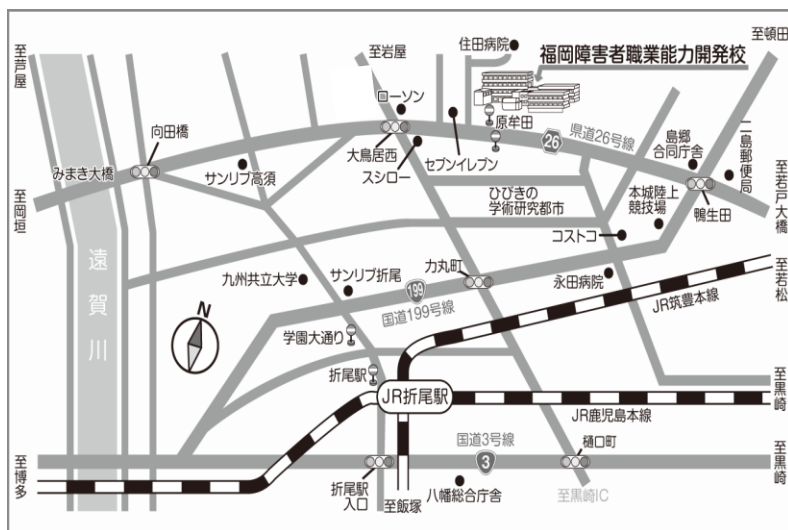 至芦屋
至岩屋
住田病院
福岡障害者職業能力開発校
至頓田
ローソン
原牟田
向田橋
大鳥居西
26
県道26号線
島郷
合同庁舎
二島郵便局
みまき大橋
サンリブ高須
スシロー
セブンイレブン
至岡垣
ひびきの
学術研究都市
本城陸上
競技場
鴨生田
至若戸大橋
コストコ
遠賀川
九州共立大学
サンリブ折尾
力丸町
永田病院
至若松
199
国道199号線
JR筑豊本線
N
学園大通り
折尾駅
JR折尾駅
至黒崎
JR鹿児島本線
国道3号線
樋口町
至博多
3
至黒崎
折尾駅
入口
至飯塚
八幡総合庁舎
至黒崎IC